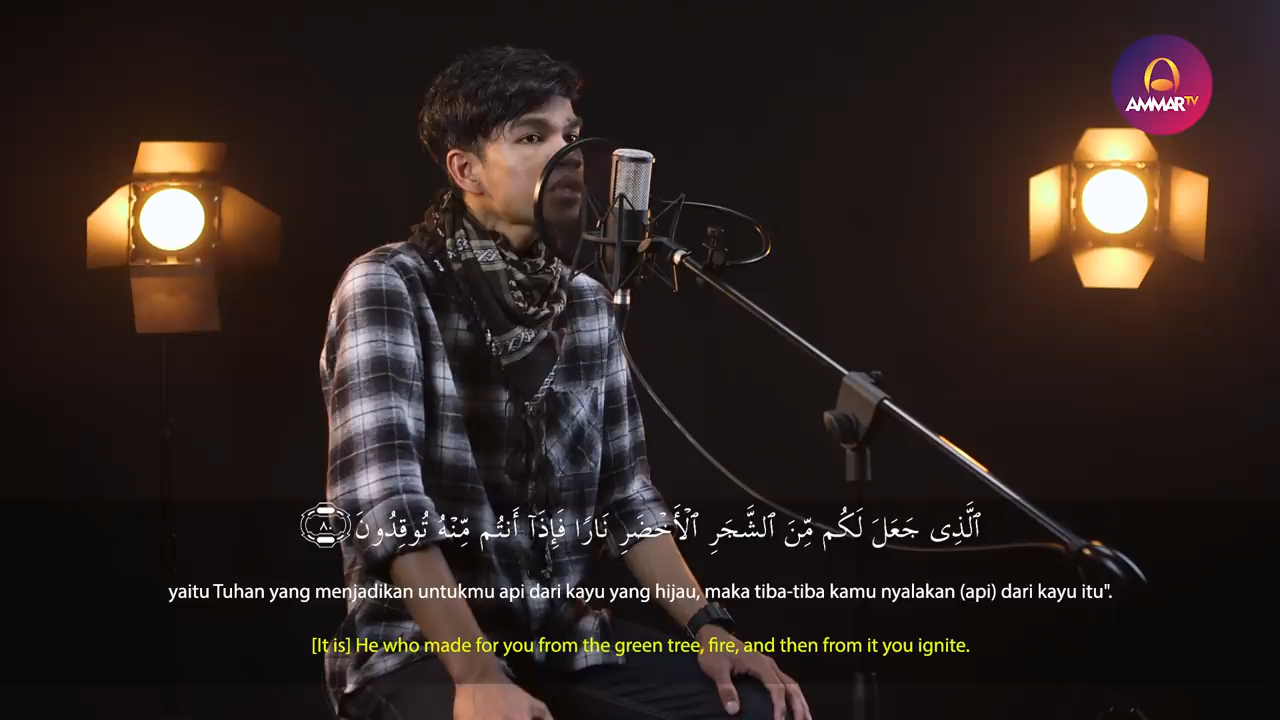 AMMARTV
ٱلَّذِى جَعَلَ لَكُم مِّنَ ٱلشَّجَرِ ٱلْأَخْضَرِ نَارًا فَإِذَآ أَنتُم مِّنْهُ تُوقِدُونَ ٨٠
yaitu Tuhan yang menjadikan untukmu api dari kayu yang hijau, maka tiba-tiba kamu nyalakan (api) dari kayu itu".
[It is] He who made for you from the green tree, fire, and then from it you ignite.